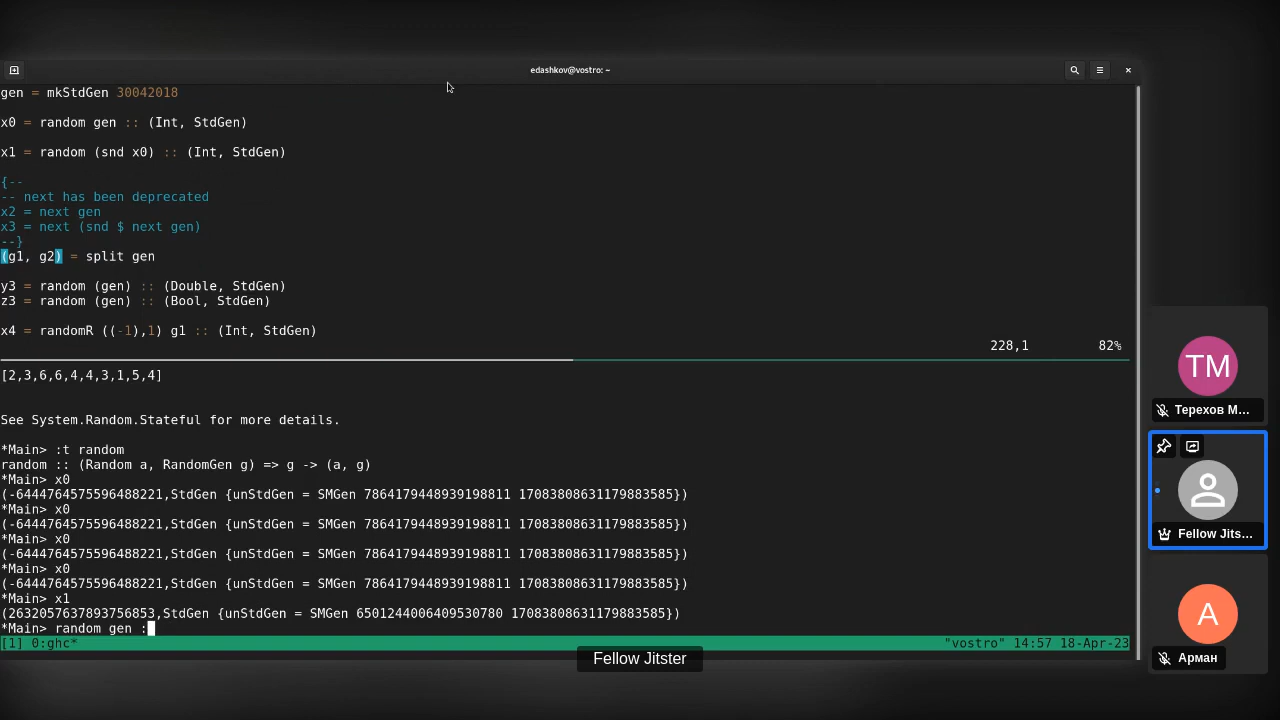 edashkov@vostro: ~
gen = mkStdGen 30042018
x0 = random gen :: (Int, StdGen)
x1 = random (snd x0) :: (Int, StdGen)
{--
-- next has been deprecated
x2 = next gen
x3 = next (snd $ next gen)
--}
(g1, g2) = split gen
y3 = random (gen) :: (Double, StdGen)
z3 = random (gen) :: (Bool, StdGen)
x4 = randomR ((-1),1) g1 :: (Int, StdGen)
228,1 82%
[2,3,6,6,4,4,3,1,5,4]
See System.Random.Stateful for more details.
*Main> :t random
random :: (Random a, RandomGen g) => g -> (a, g)
*Main> x0
(-6444764575596488221,StdGen {unStdGen = SMGen 7864179448939198811 17083808631179883585})
*Main> x0
(-6444764575596488221,StdGen {unStdGen = SMGen 7864179448939198811 17083808631179883585})
*Main> x0
(-6444764575596488221,StdGen {unStdGen = SMGen 7864179448939198811 17083808631179883585})
*Main> x0
(-6444764575596488221,StdGen {unStdGen = SMGen 7864179448939198811 17083808631179883585})
*Main> x1
(2632057637893756853,StdGen {unStdGen = SMGen 6501244006409530780 17083808631179883585})
*Main> random gen :
[1] 0:ghc* "vostro" 14:57 18-Apr-23
Fellow Jitster
TM
Терехов М...
Fellow Jits...
A
Арман